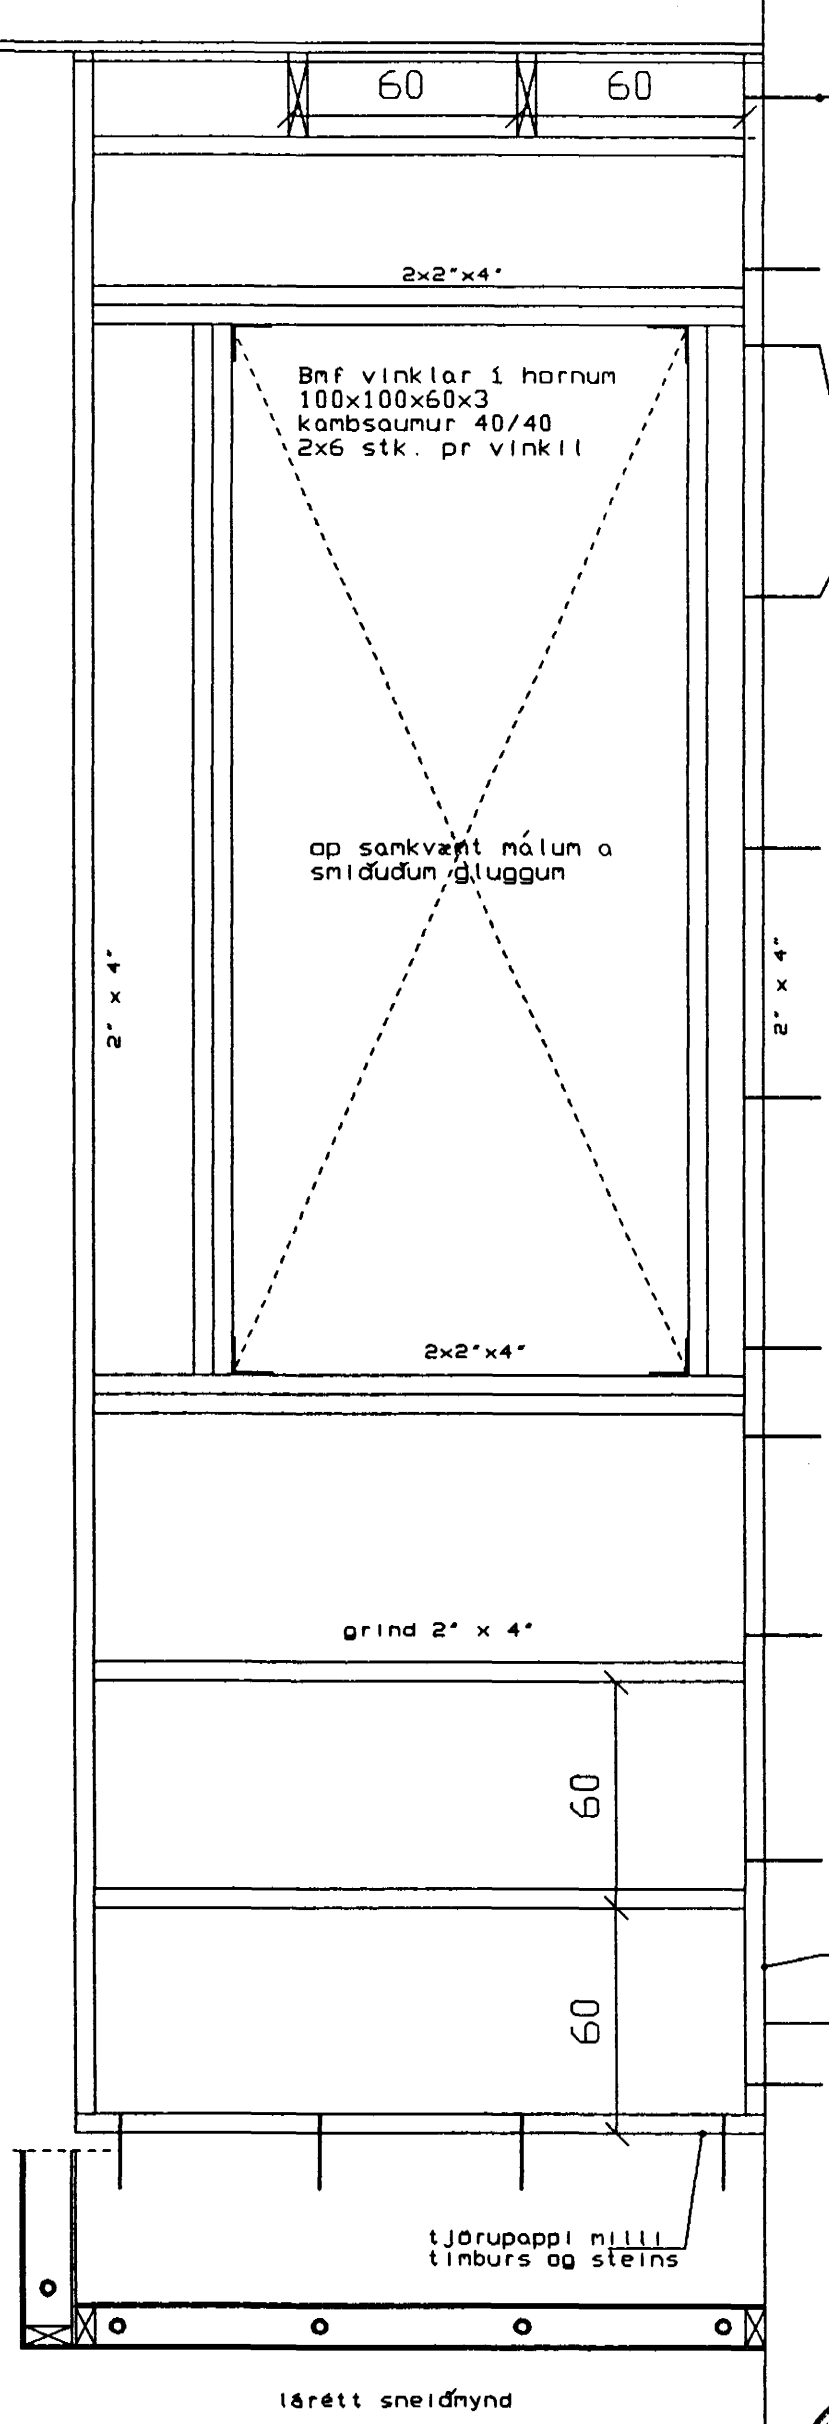 60
60
2x2"x4"
Bmf vinklar í hornum
100x100x60x3
kambsaumur 40/40
2x6 stk. pr vinkil
op samkvæmt málum a
smíðuðum gluggum
2" x 4"
2" x 4"
2x2"x4"
grind 2" x 4"
60
60
tjörupappi milli
timburs og steins
lárétt sneiðmynd